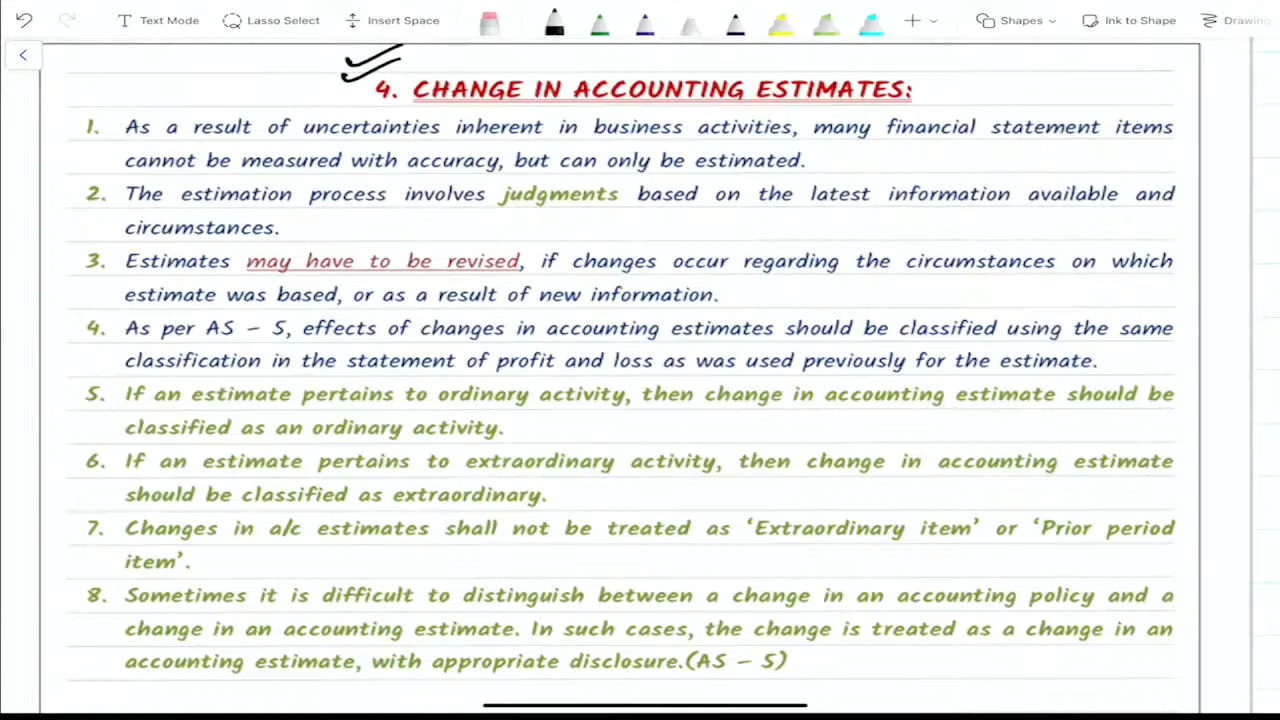 Text Mode Lasso Select Insert Space Shapes Ink to Shape Drawing
4. CHANGE IN ACCOUNTING ESTIMATES:
1. As a result of uncertainties inherent in business activities, many financial statement items
cannot be measured with accuracy, but can only be estimated.
2. The estimation process involves judgments based on the latest information available and
circumstances.
3. Estimates may have to be revised, if changes occur regarding the circumstances on which
estimate was based, or as a result of new information.
4. As per AS – 5, effects of changes in accounting estimates should be classified using the same
classification in the statement of profit and loss as was used previously for the estimate.
5. If an estimate pertains to ordinary activity, then change in accounting estimate should be
classified as an ordinary activity.
6. If an estimate pertains to extraordinary activity, then change in accounting estimate
should be classified as extraordinary.
7. Changes in a/c estimates shall not be treated as ‘Extraordinary item’ or ‘Prior period
item’.
8. Sometimes it is difficult to distinguish between a change in an accounting policy and a
change in an accounting estimate. In such cases, the change is treated as a change in an
accounting estimate, with appropriate disclosure.(AS – 5)